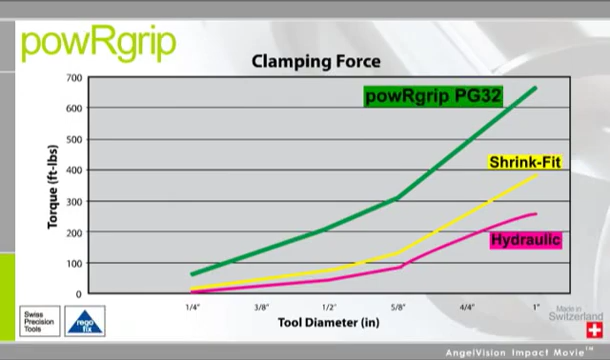 powRgrip
Clamping Force
700
600
500
400
300
200
100
0
Torque (ft-lbs)
powRgrip PG32
Shrink-Fit
Hydraulic
1/4"
3/8"
1/2"
5/8"
4/4"
1"
Tool Diameter (in)
Swiss
Precision
Tools
rego
fix
Made in
Switzerland
AngelVision Impact Movie™